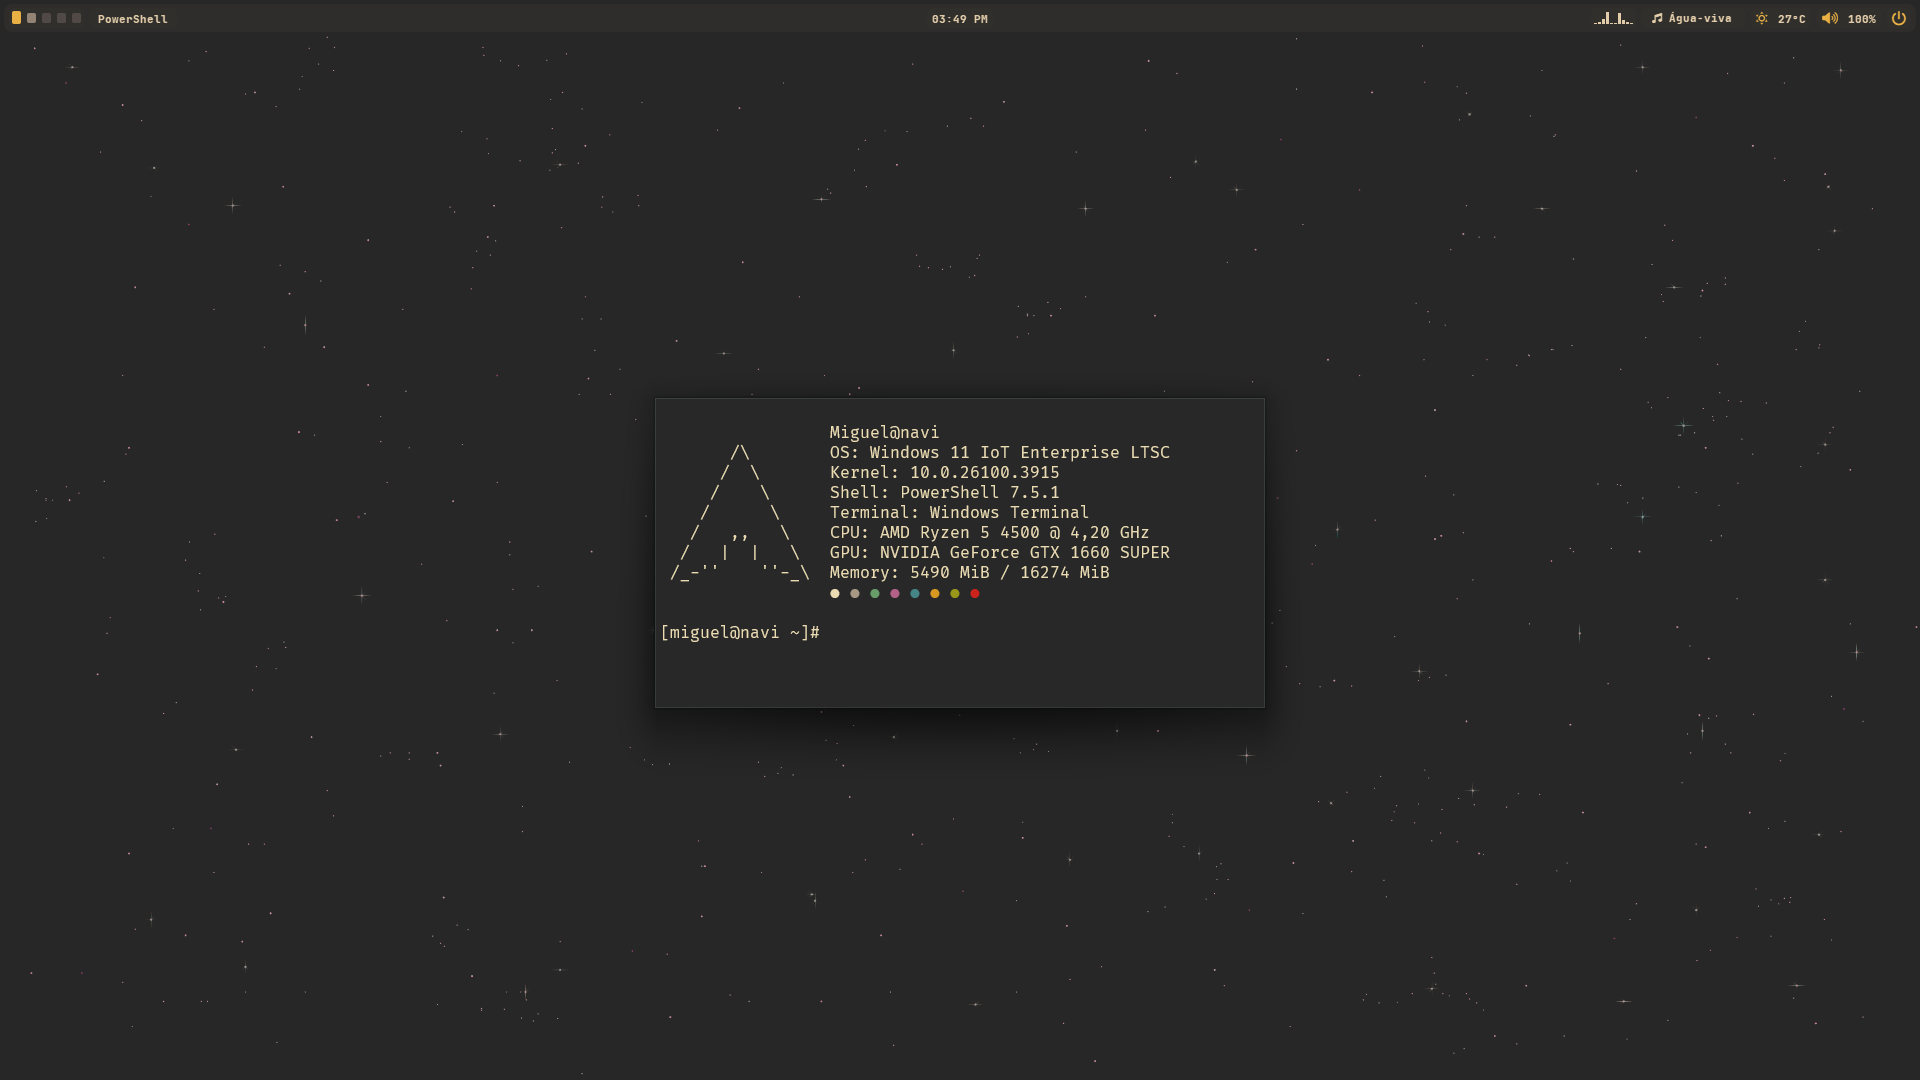 PowerShell
03:49 PM
Água-viva
27°C
100%
Miguel@navi
/\ OS: Windows 11 IoT Enterprise LTSC
/  \ Kernel: 10.0.26100.3915
/    \ Shell: PowerShell 7.5.1
/      \ Terminal: Windows Terminal
/   ,,   \ CPU: AMD Ryzen 5 4500 @ 4,20 GHz
/   |  |   \ GPU: NVIDIA GeForce GTX 1660 SUPER
/_-''    ''-_\ Memory: 5490 MiB / 16274 MiB
[miguel@navi ~]#